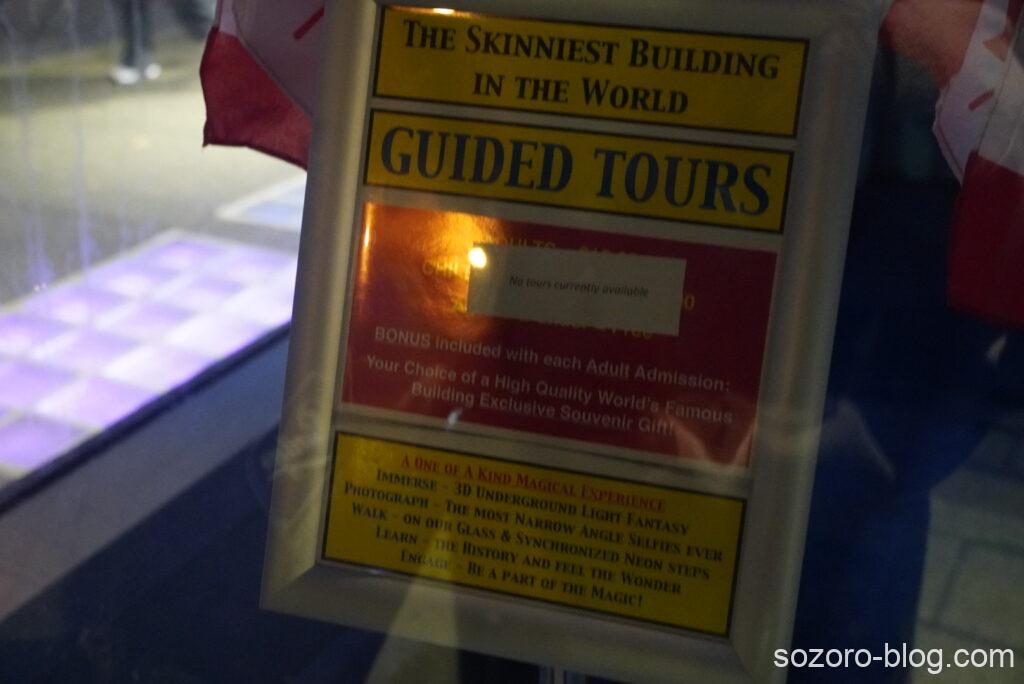 THE SKINNIEST BUILDING
IN THE WORLD
GUIDED TOURS
No tours currently available
BONUS included with each Adult Admission:
Your Choice of a High Quality World's Famous
Building Exclusive Souvenir Gift!
A ONE OF A KIND MAGICAL EXPERIENCE
IMMERSE - 3D UNDERGROUND LIGHT FANTASY
PHOTOGRAPH - THE MOST NARROW ANGLE SELFIES EVER
WALK - ON OUR GLASS & SYNCHRONIZED NEON STEPS
LEARN - THE HISTORY AND FEEL THE WONDER
ENGAGE - BE A PART OF THE MAGIC!
sozoro-blog.com